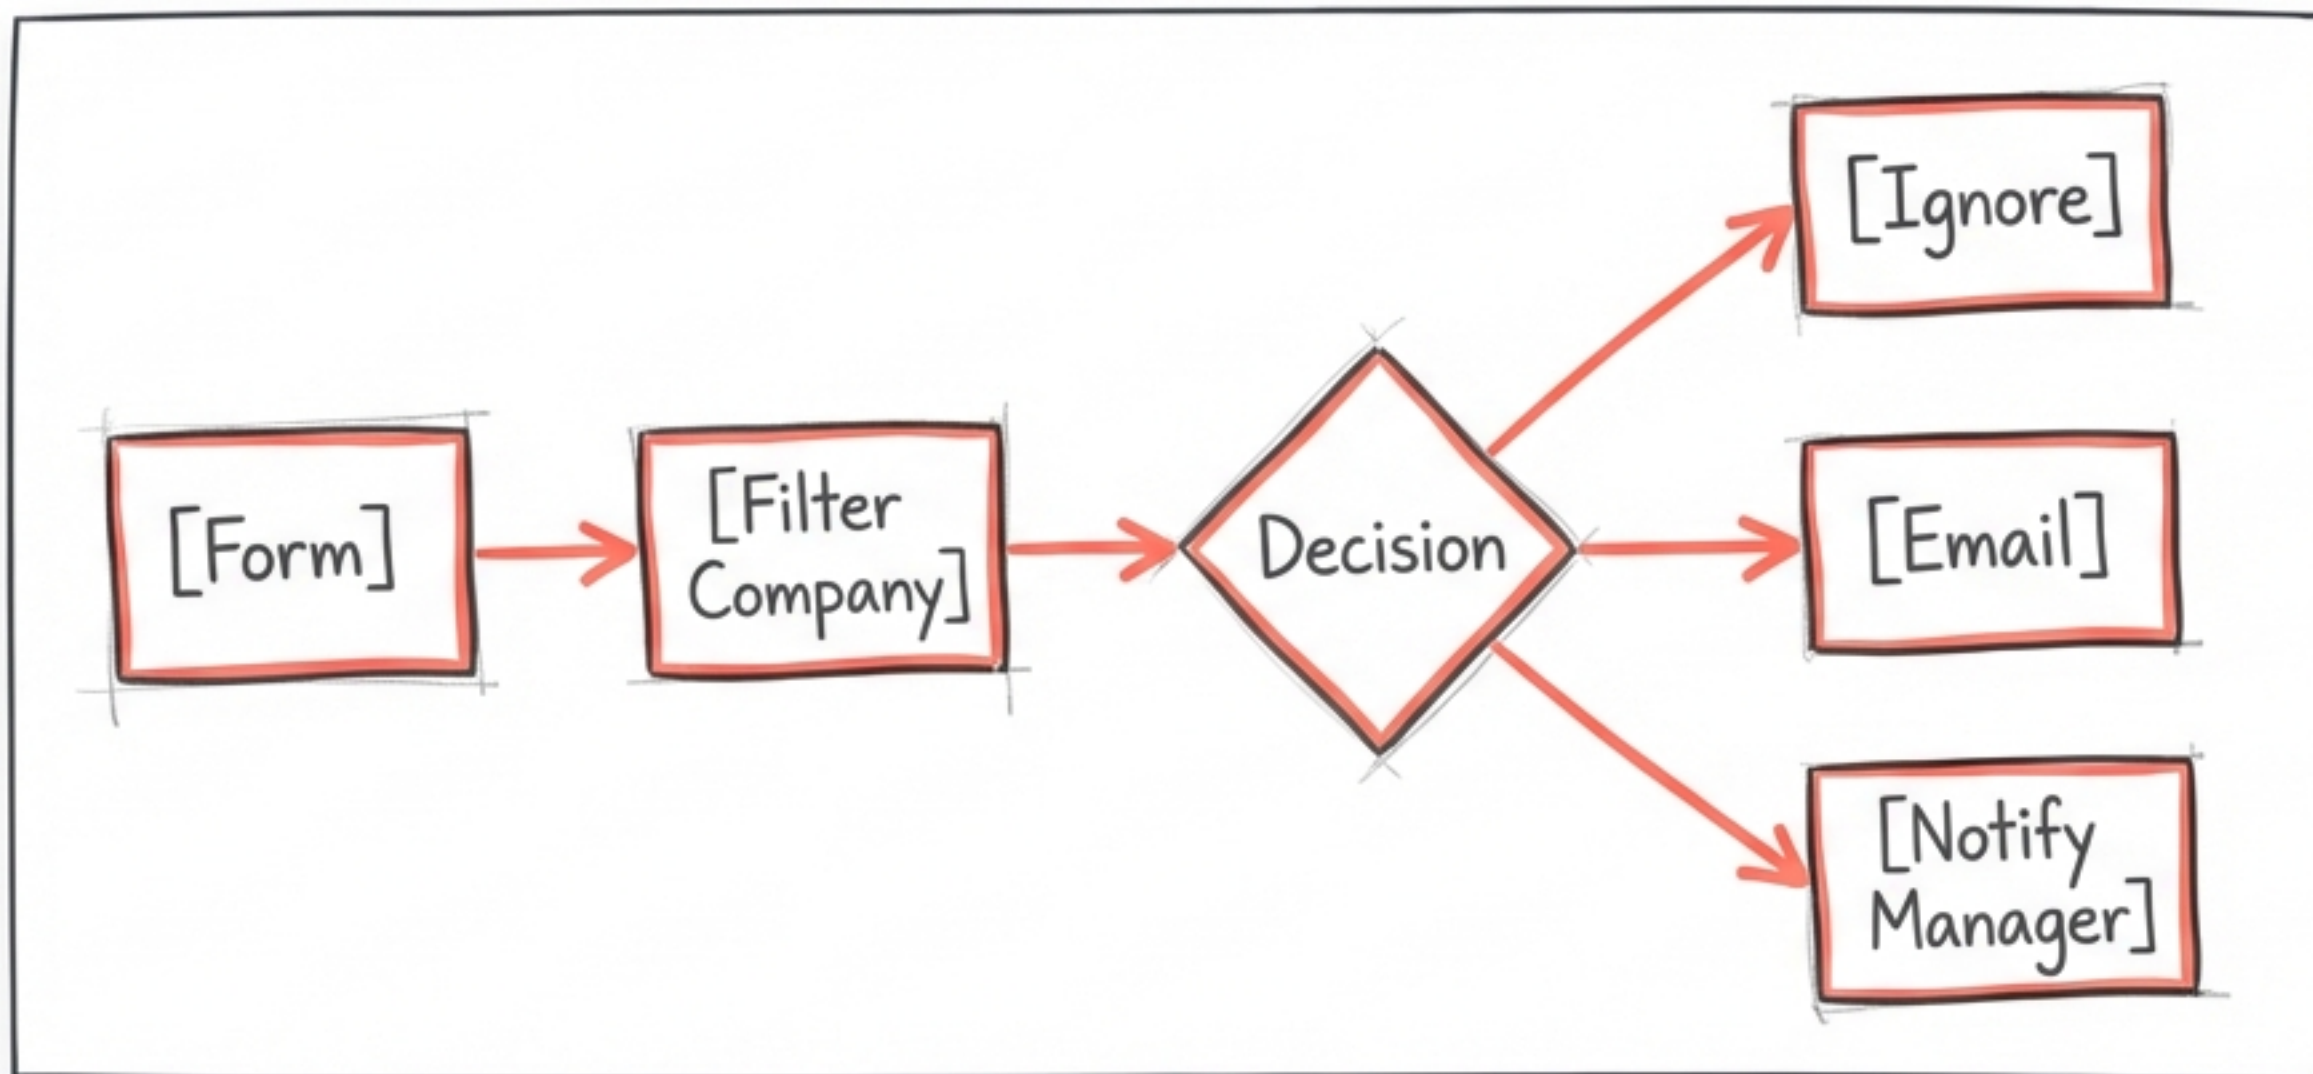 [Form]
[Filter
Company]
Decision
[Ignore]
[Email]
[Notify
Manager]